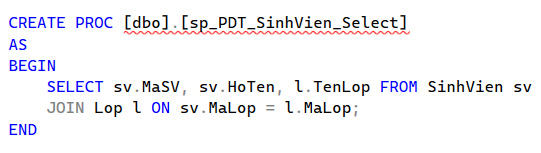 CREATE PROC [dbo].[sp_PDT_SinhVien_Select]
AS
BEGIN
    SELECT sv.MaSV, sv.HoTen, l.TenLop FROM SinhVien sv
    JOIN Lop l ON sv.MaLop = l.MaLop;
END